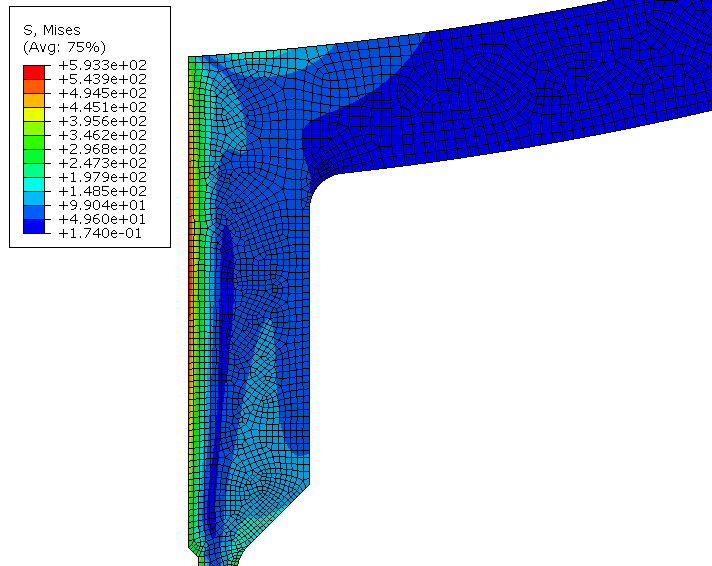 S, Mises
(Avg: 75%)
+5.933e+02
+5.439e+02
+4.945e+02
+4.451e+02
+3.956e+02
+3.462e+02
+2.968e+02
+2.473e+02
+1.979e+02
+1.485e+02
+9.904e+01
+4.960e+01
+1.740e-01